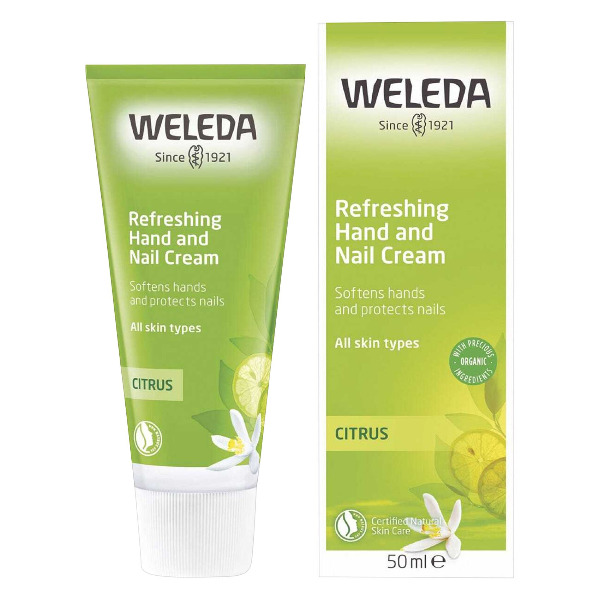 WELEDA
Since 1921
Refreshing
Hand and
Nail Cream
Softens hands
and protects nails
All skin types
CITRUS
WELEDA
Since 1921
Refreshing
Hand and
Nail Cream
Softens hands
and protects nails
All skin types
WITH PRECIOUS
ORGANIC
INGREDIENTS
CITRUS
Certified Natural
Skin Care
50 ml e